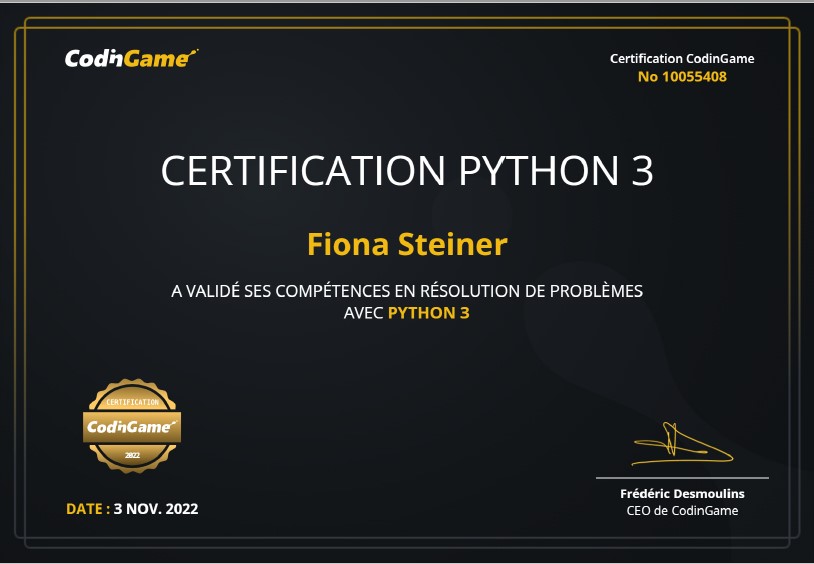 CodinGame
Certification CodinGame
No 10055408
CERTIFICATION PYTHON 3
Fiona Steiner
A VALIDÉ SES COMPÉTENCES EN RÉSOLUTION DE PROBLÈMES
AVEC PYTHON 3
CERTIFICATION
CodinGame
2022
DATE : 3 NOV. 2022
Frédéric Desmoulins
CEO de CodinGame